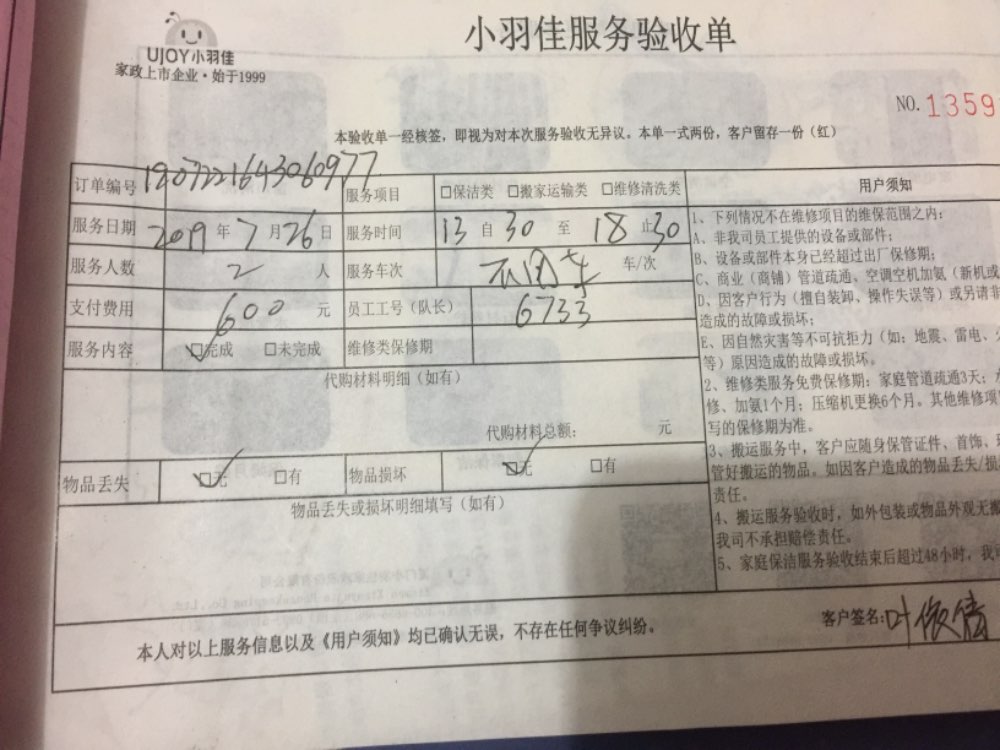 UJOY小羽佳
家政上市企业·始于1999
小羽佳服务验收单
NO. 1359
本验收单一经核签，即视为对本次服务验收无异议。本单一式两份，客户留存一份（红）
订单编号 190722164306097７ 服务项目 □保洁类 □搬家运输类 □维修清洗类
服务日期 2019 年 7 月 26 日 服务时间 13 自 30 至 18 止 30
服务人数 2 人 服务车次 车/次
支付费用 600 元 员工工号（队长） 6733
服务内容 ☑完成 □未完成 维修类保修期
代购材料明细（如有）
代购材料总额： 元
物品丢失 ☑无 □有 物品损坏 ☑无 □有
物品丢失或损坏明细填写（如有）
用户须知
1、下列情况不在维修项目的维保范围之内：
A、非我司员工提供的设备或部件；
B、设备或部件本身已经超过出厂保修期；
C、商业（商铺）管道疏通、空调空机加氨（新机或
D、因客户行为（擅自装卸、操作失误等）或另请非
造成的故障或损坏；
E、因自然灾害等不可抗拒力（如：地震、雷电、
等）原因造成的故障或损坏。
2、维修类服务免费保修期：家庭管道疏通3天；
修、加氨1个月；压缩机更换6个月。其他维修项
写的保修期为准。
3、搬运服务中，客户应随身保管证件、首饰、
管好搬运的物品。如因客户造成的物品丢失/损
责任。
4、搬运服务验收时，如外包装或物品外观无
我司不承担赔偿责任。
5、家庭保洁服务验收结束后超过48小时，我
客户签名：叶依倩
本人对以上服务信息以及《用户须知》均已确认无误，不存在任何争议纠纷。